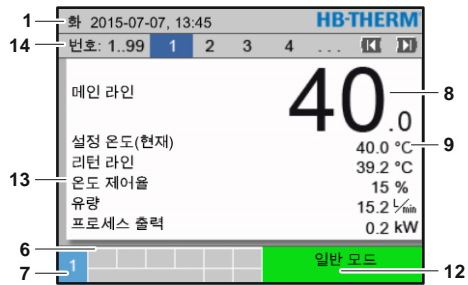 1 화 2015-07-07, 13:45 HB-THERM
14 번호: 1..99 1 2 3 4 ...
메인 라인 40.0 8
설정 온도(현재) 40.0 °C 9
리턴 라인 39.2 °C
13 온도 제어율 15 %
유량 15.2 L/min
프로세스 출력 0.2 kW
6
7 1 일반 모드 12